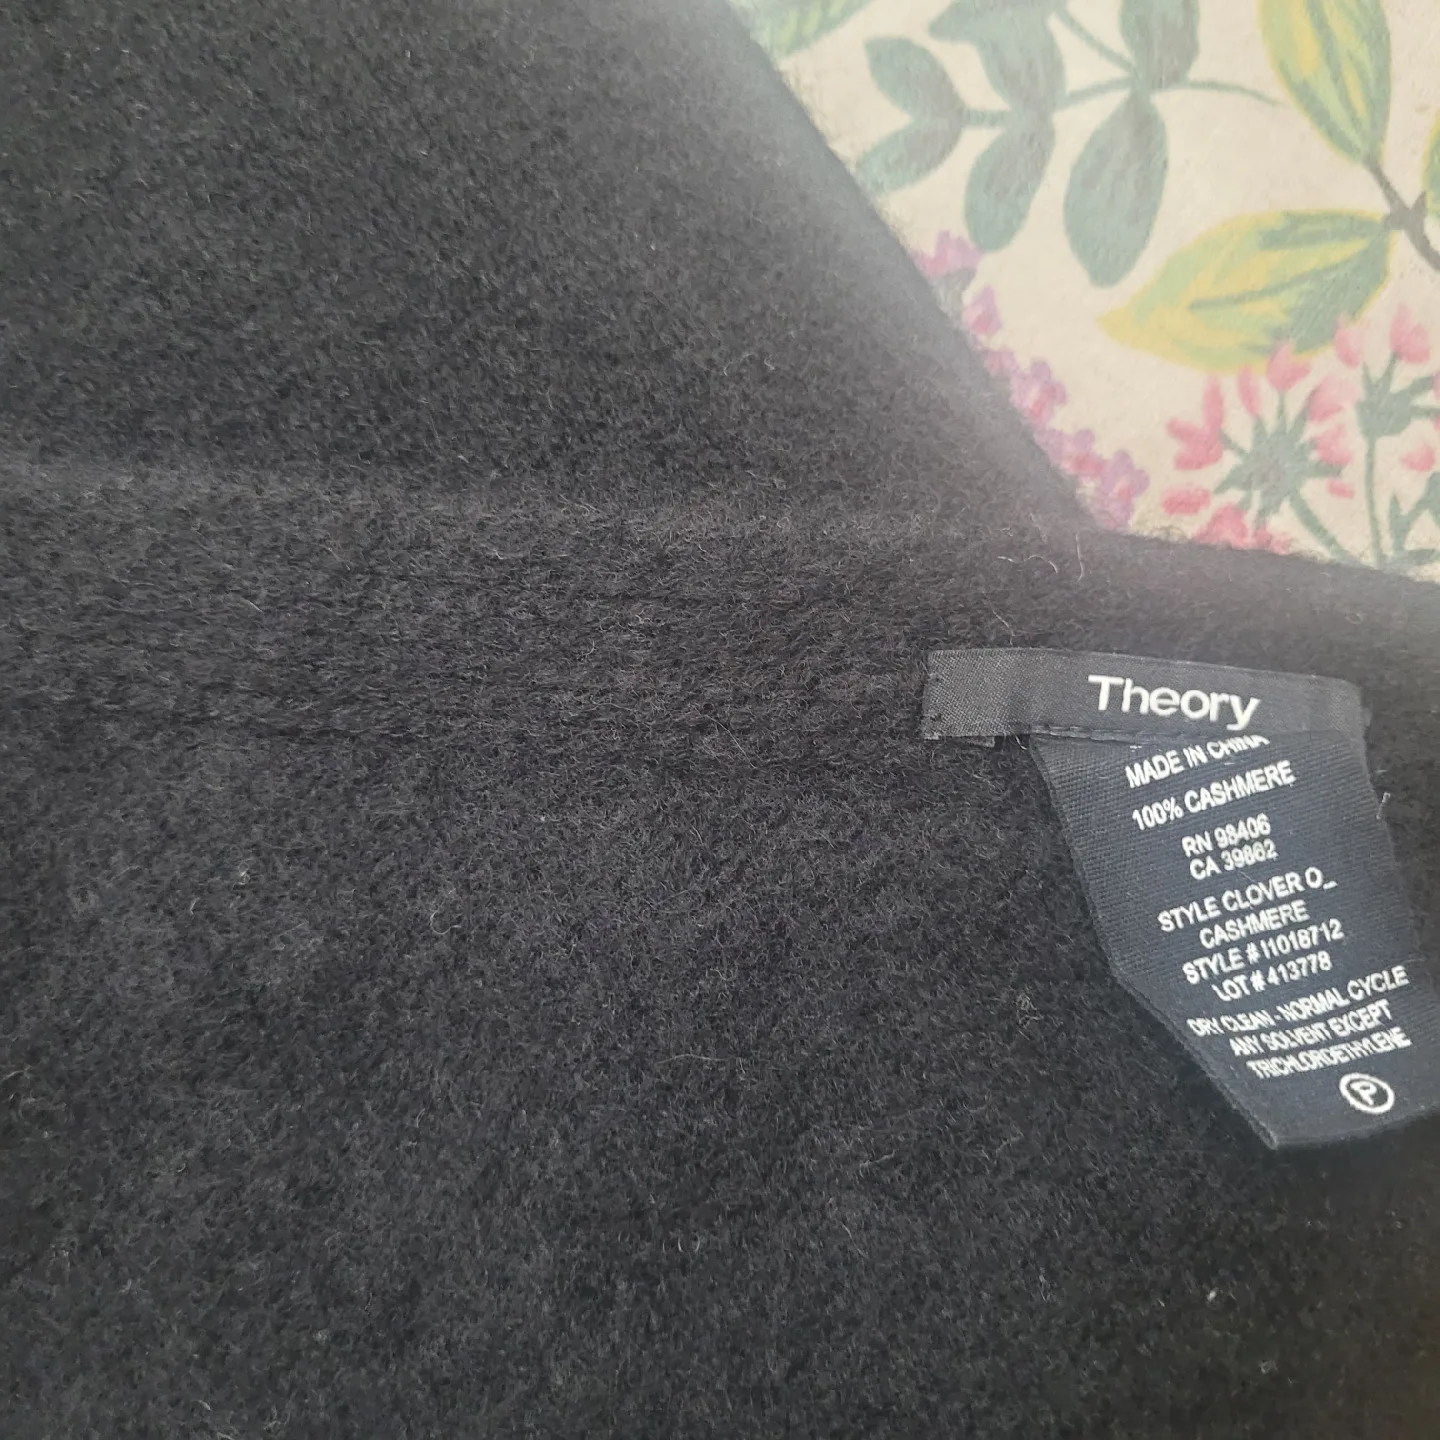 Theory
MADE IN CHINA
100% CASHMERE
RN 98406
CA 39862
STYLE CLOVER O_
CASHMERE
STYLE # I1018712
LOT # 413778
DRY CLEAN - NORMAL CYCLE
ANY SOLVENT EXCEPT
TRICHLOROETHYLENE
P